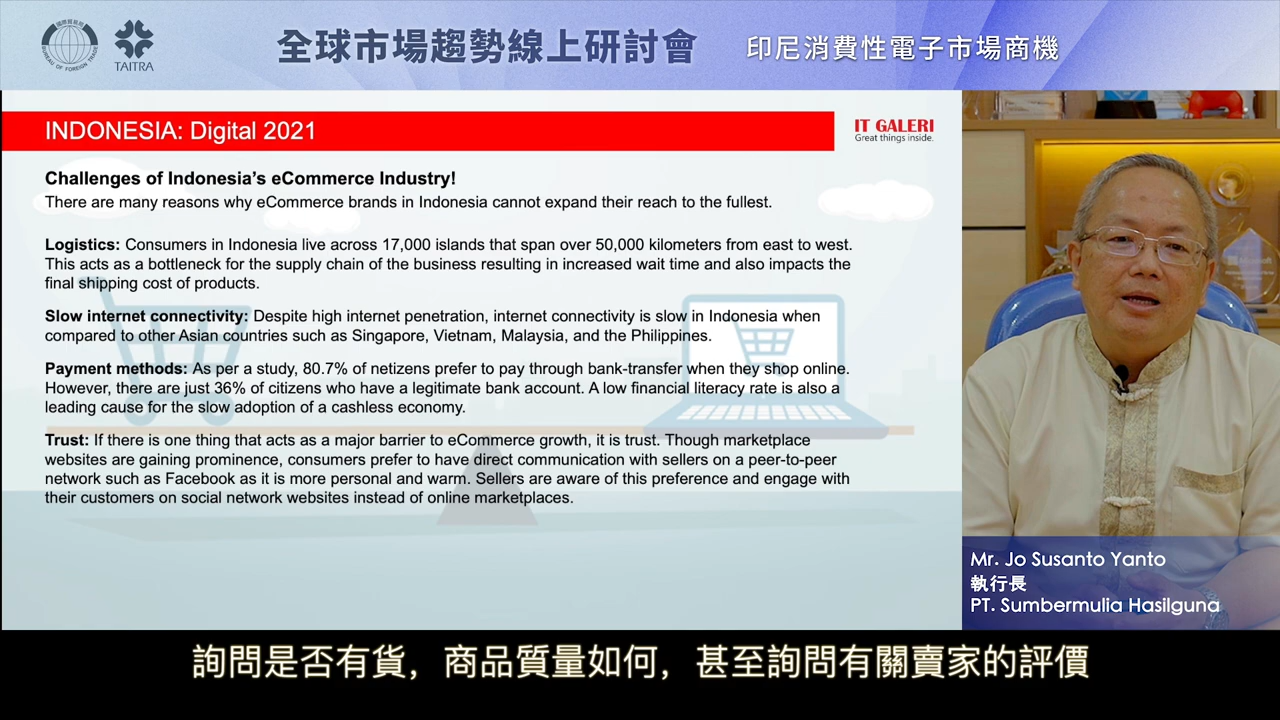 國際貿易局
BUREAU OF FOREIGN TRADE
TAITRA
全球市場趨勢線上研討會
印尼消費性電子市場商機
INDONESIA: Digital 2021
IT GALERI
Great things inside.
Challenges of Indonesia's eCommerce Industry!
There are many reasons why eCommerce brands in Indonesia cannot expand their reach to the fullest.
Logistics: Consumers in Indonesia live across 17,000 islands that span over 50,000 kilometers from east to west.
This acts as a bottleneck for the supply chain of the business resulting in increased wait time and also impacts the
final shipping cost of products.
Slow internet connectivity: Despite high internet penetration, internet connectivity is slow in Indonesia when
compared to other Asian countries such as Singapore, Vietnam, Malaysia, and the Philippines.
Payment methods: As per a study, 80.7% of netizens prefer to pay through bank-transfer when they shop online.
However, there are just 36% of citizens who have a legitimate bank account. A low financial literacy rate is also a
leading cause for the slow adoption of a cashless economy.
Trust: If there is one thing that acts as a major barrier to eCommerce growth, it is trust. Though marketplace
websites are gaining prominence, consumers prefer to have direct communication with sellers on a peer-to-peer
network such as Facebook as it is more personal and warm. Sellers are aware of this preference and engage with
their customers on social network websites instead of online marketplaces.
Microsoft
Mr. Jo Susanto Yanto
執行長
PT. Sumbermulia Hasilguna
詢問是否有貨，商品質量如何，甚至詢問有關賣家的評價